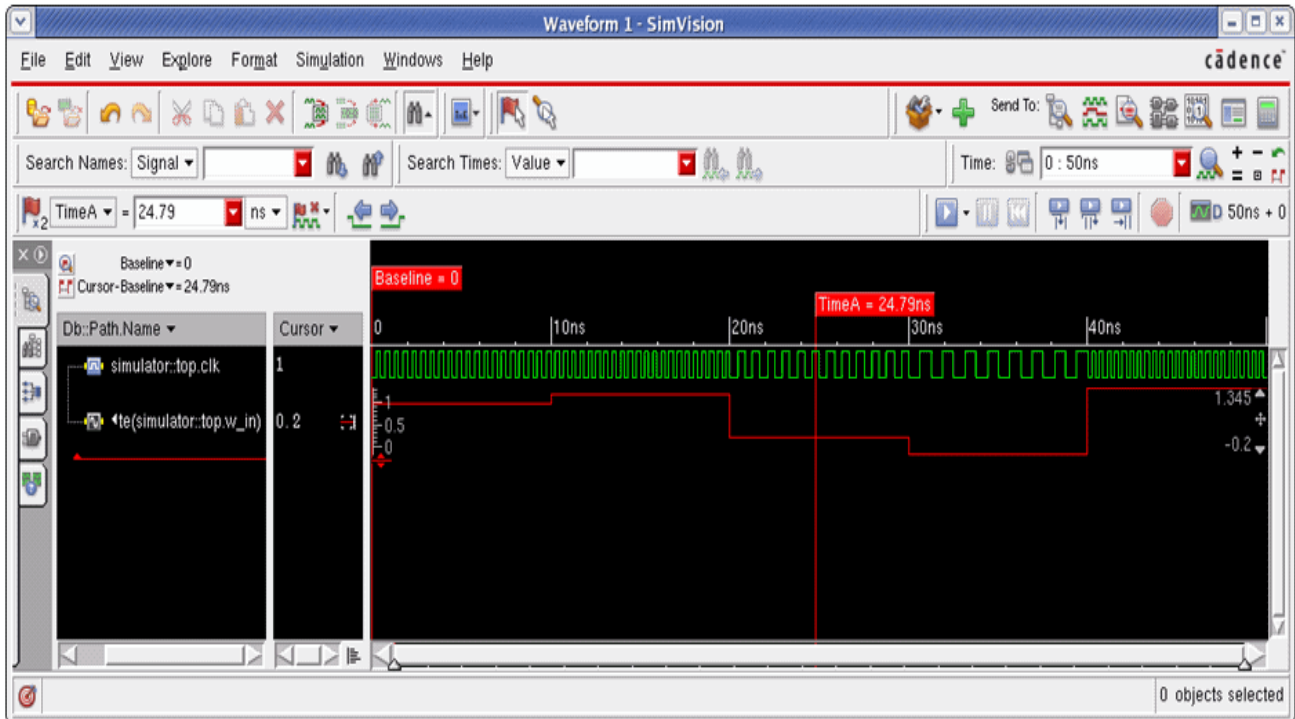 Waveform 1 - SimVision
File Edit View Explore Format Simulation Windows Help cādence
Send To:
Search Names: Signal Search Times: Value Time: 0 : 50ns
x2 TimeA = 24.79 ns 50ns + 0
Baseline = 0
Cursor-Baseline = 24.79ns
Baseline = 0
TimeA = 24.79ns
Db::Path.Name Cursor 0 10ns 20ns 30ns 40ns
simulator::top.clk 1
te(simulator::top.w_in) 0.2
1
0.5
0
1.345
-0.2
0 objects selected